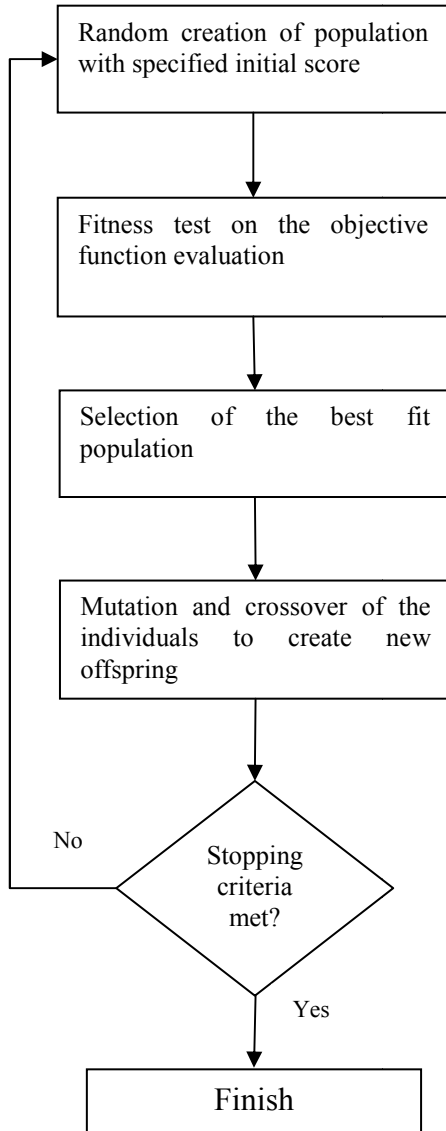 Random creation of population
with specified initial score
Fitness test on the objective
function evaluation
Selection of the best fit
population
Mutation and crossover of the
individuals to create new
offspring
Stopping
criteria
met?
No
Yes
Finish